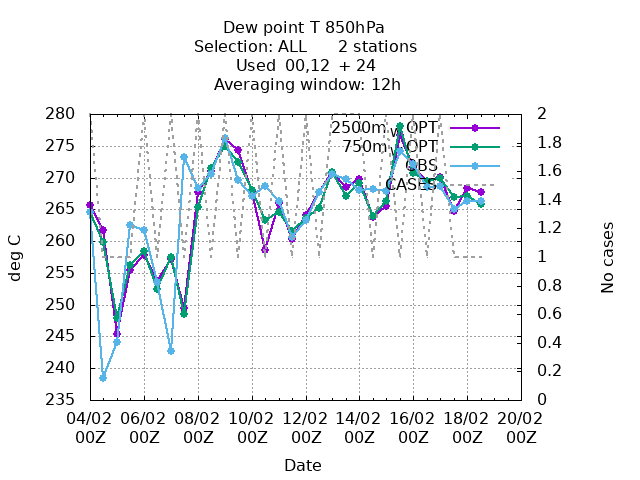 Dew point T 850hPa
Selection: ALL 2 stations
Used 00,12 + 24
Averaging window: 12h
280 275 270 265 260 255 250 245 240 235
2 1.8 1.6 1.4 1.2 1 0.8 0.6 0.4 0.2 0
2500m OPT
750m OPT
OBS
CASES
deg C
No cases
04/02 06/02 08/02 10/02 12/02 14/02 16/02 18/02 20/02
00Z 00Z 00Z 00Z 00Z 00Z 00Z 00Z 00Z
Date